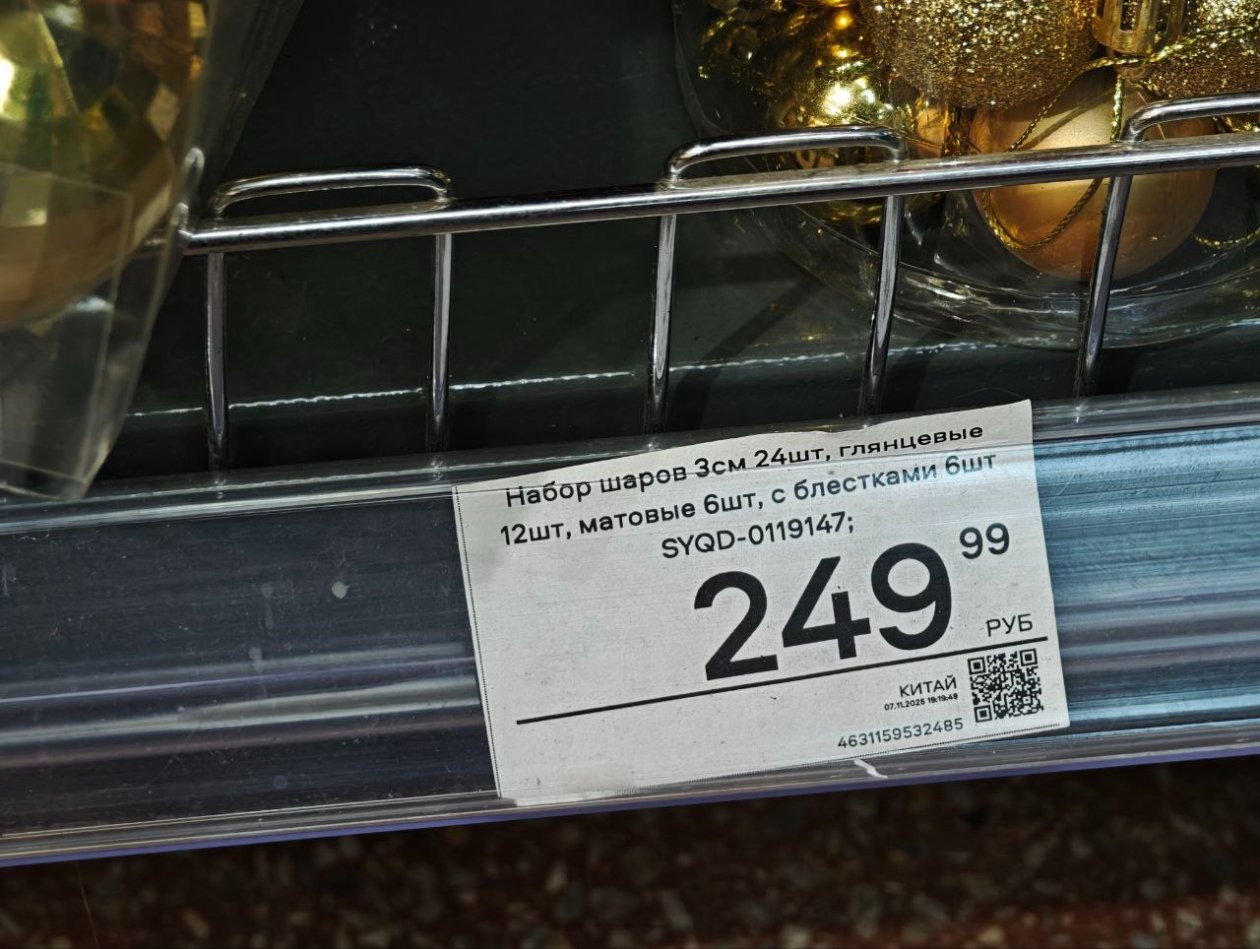 Набор шаров 3см 24шт, глянцевые
12шт, матовые 6шт, с блестками 6шт
SYQD-0119147;
249 99
РУБ
КИТАЙ
07.11.2025 19:19:49
4631159532485